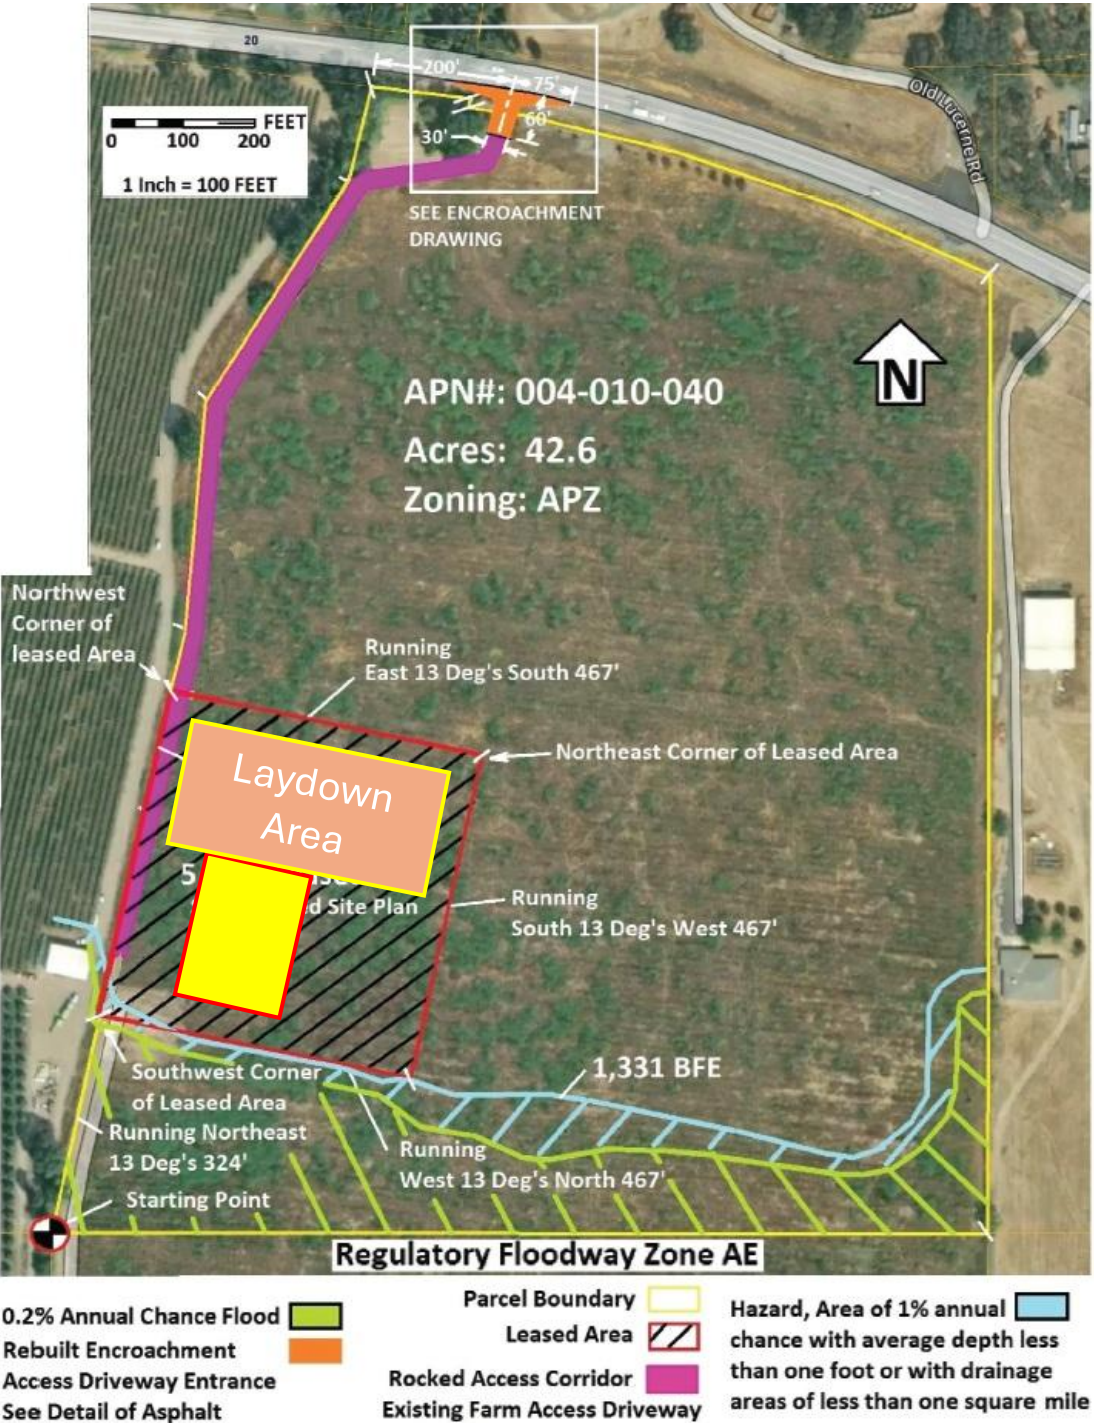 20
200'
75'
60'
30'
Old Lucerne Rd
FEET
0 100 200
1 Inch = 100 FEET
SEE ENCROACHMENT
DRAWING
N
APN#: 004-010-040
Acres: 42.6
Zoning: APZ
Northwest
Corner of
leased Area
Running
East 13 Deg's South 467'
Northeast Corner of Leased Area
Laydown
Area
5
d Site Plan
Running
South 13 Deg's West 467'
1,331 BFE
Southwest Corner
of Leased Area
Running Northeast
13 Deg's 324'
Running
West 13 Deg's North 467'
Starting Point
Regulatory Floodway Zone AE
0.2% Annual Chance Flood
Rebuilt Encroachment
Access Driveway Entrance
See Detail of Asphalt
Parcel Boundary
Leased Area
Rocked Access Corridor
Existing Farm Access Driveway
Hazard, Area of 1% annual
chance with average depth less
than one foot or with drainage
areas of less than one square mile